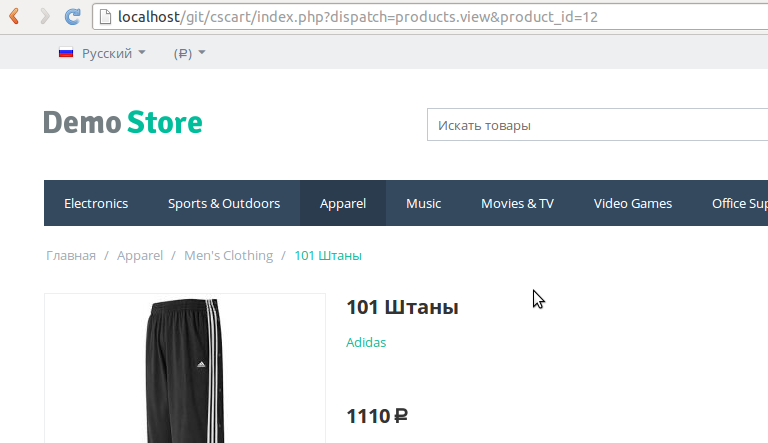 localhost/git/cscart/index.php?dispatch=products.view&product_id=12
Русский (₽)
Demo Store
Искать товары
Electronics Sports & Outdoors Apparel Music Movies & TV Video Games Office Sup
Главная / Apparel / Men's Clothing / 101 Штаны
101 Штаны
Adidas
1110 ₽